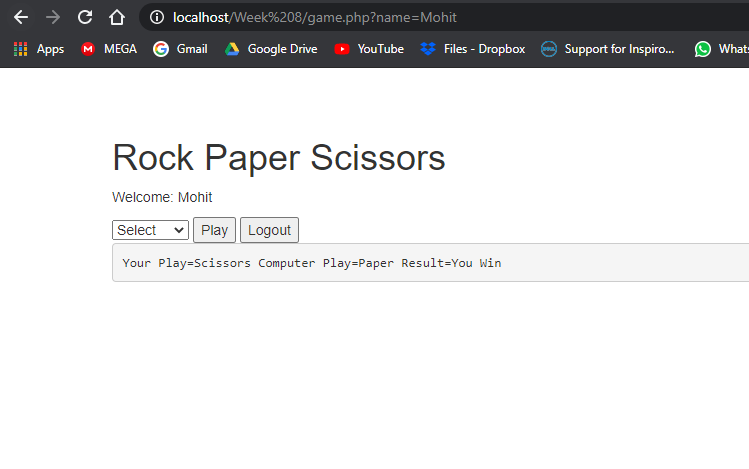 localhost/Week%208/game.php?name=Mohit
Apps MEGA Gmail Google Drive YouTube Files - Dropbox Support for Inspiro... Whats
Rock Paper Scissors
Welcome: Mohit
Select Play Logout
Your Play=Scissors Computer Play=Paper Result=You Win